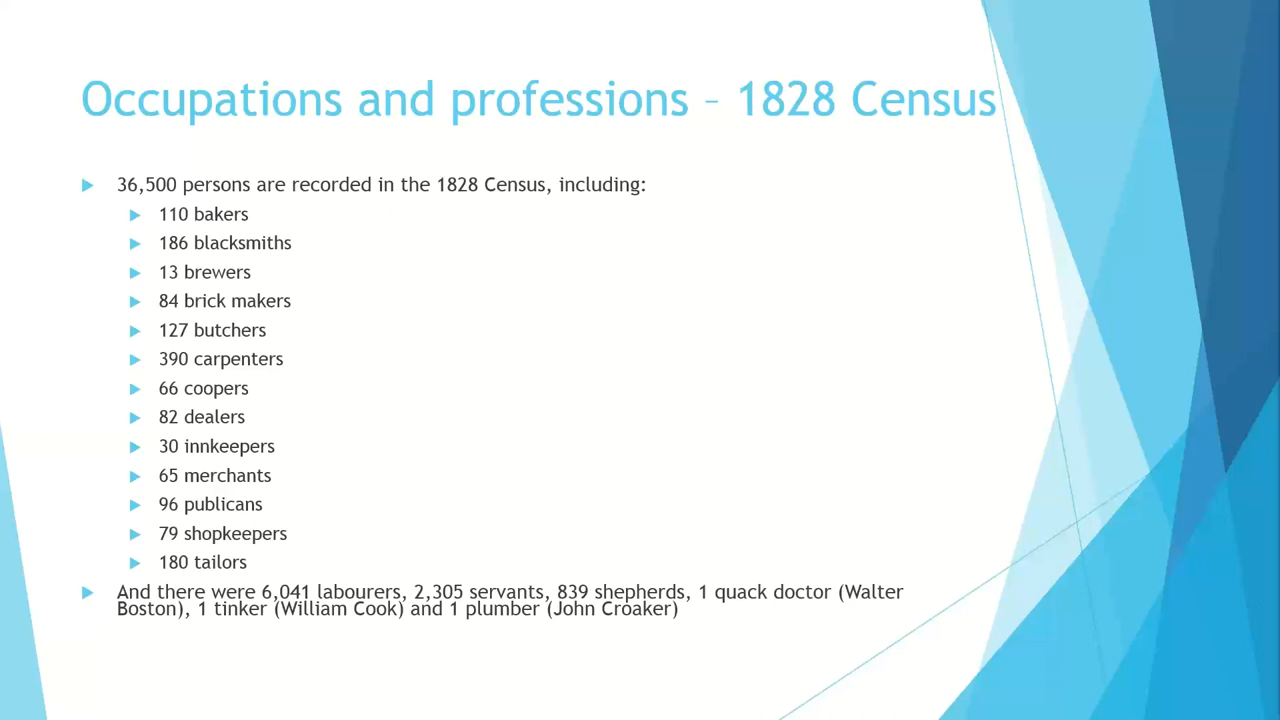 Occupations and professions – 1828 Census
36,500 persons are recorded in the 1828 Census, including:
110 bakers
186 blacksmiths
13 brewers
84 brick makers
127 butchers
390 carpenters
66 coopers
82 dealers
30 innkeepers
65 merchants
96 publicans
79 shopkeepers
180 tailors
And there were 6,041 labourers, 2,305 servants, 839 shepherds, 1 quack doctor (Walter
Boston), 1 tinker (William Cook) and 1 plumber (John Croaker)